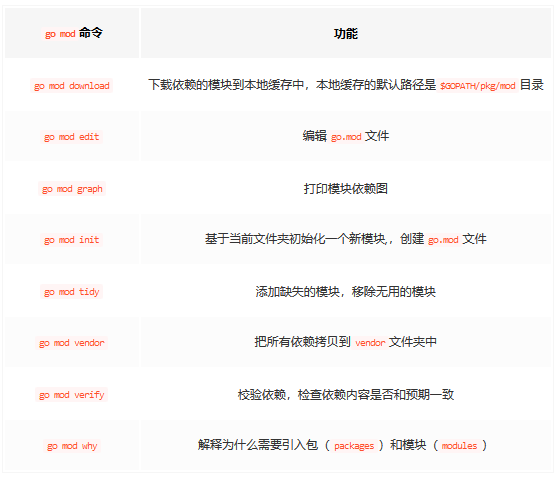 go mod 命令 功能
go mod download 下载依赖的模块到本地缓存中，本地缓存的默认路径是 $GOPATH/pkg/mod 目录
go mod edit 编辑 go.mod 文件
go mod graph 打印模块依赖图
go mod init 基于当前文件夹初始化一个新模块,，创建 go.mod 文件
go mod tidy 添加缺失的模块，移除无用的模块
go mod vendor 把所有依赖拷贝到 vendor 文件夹中
go mod verify 校验依赖，检查依赖内容是否和预期一致
go mod why 解释为什么需要引入包（ packages ）和模块（ modules ）